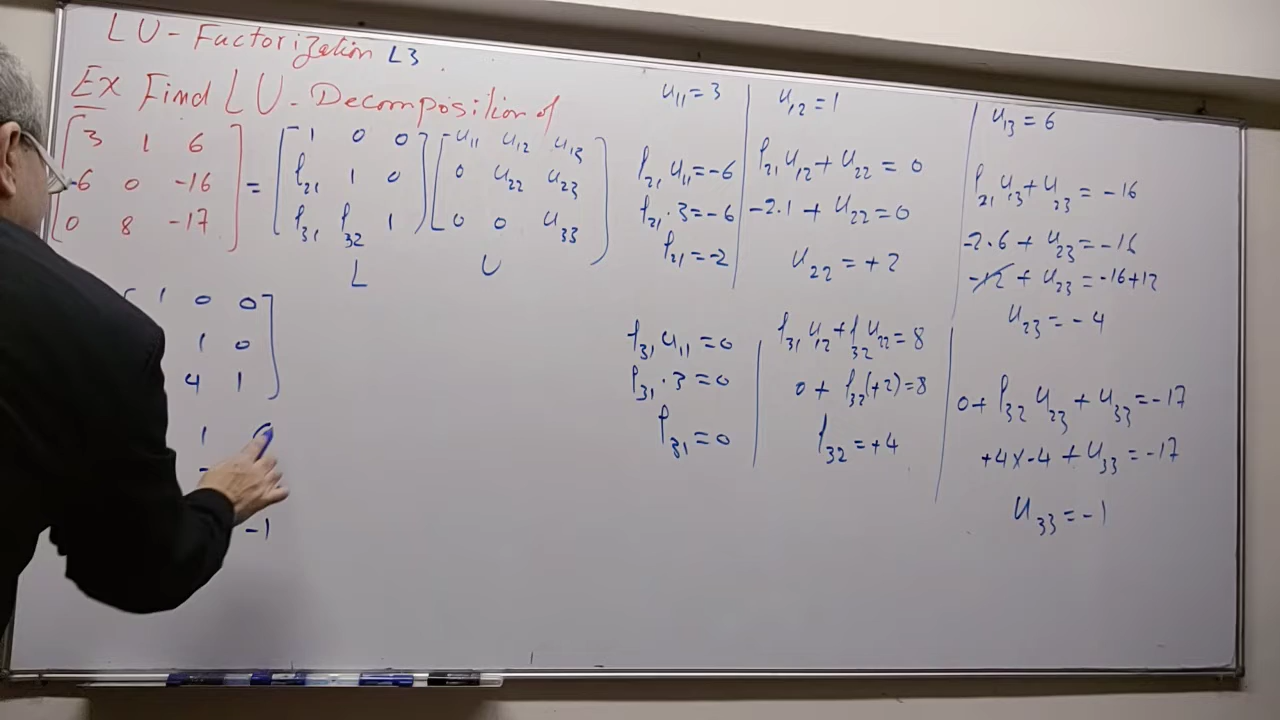 LU-Factorization L3
Ex Find LU-Decomposition of
3 1 6
-6 0 -16
0 8 -17
=
1 0 0
l21 1 0
l31 l32 1
L
u11 u12 u13
0 u22 u23
0 0 u33
U
1 0 0
1 0
4 1
1
-1
u11 = 3
l21 u11 = -6
l21 · 3 = -6
l21 = -2
u12 = 1
l21 u12 + u22 = 0
-2·1 + u22 = 0
u22 = +2
u13 = 6
l21 u13 + u23 = -16
-2·6 + u23 = -16
-12 + u23 = -16+12
u23 = -4
l31 u11 = 0
l31 · 3 = 0
l31 = 0
l31 u12 + l32 u22 = 8
0 + l32(+2) = 8
l32 = +4
0 + l32 u23 + u33 = -17
+4×-4 + u33 = -17
u33 = -1